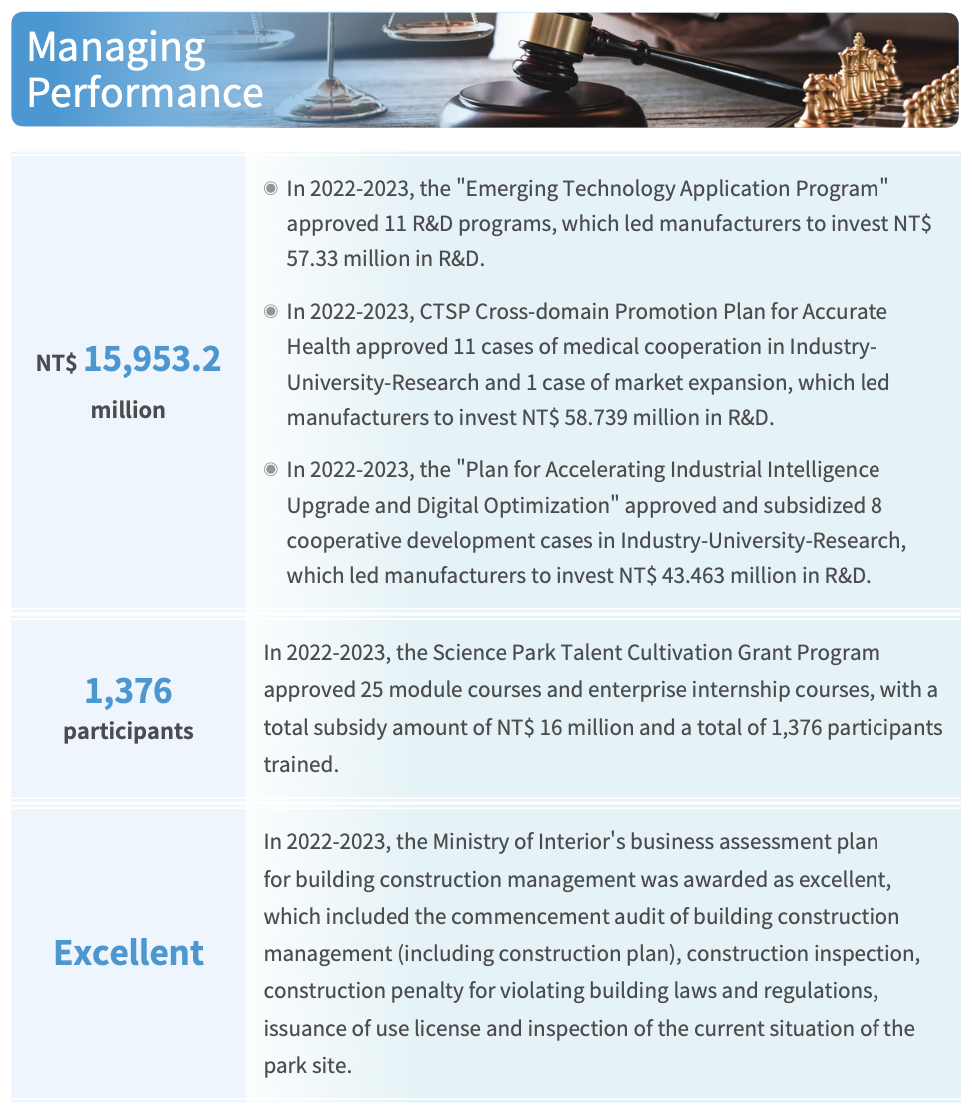 Managing
Performance
NT$ 15,953.2
million
◉ In 2022-2023, the "Emerging Technology Application Program"
approved 11 R&D programs, which led manufacturers to invest NT$
57.33 million in R&D.
◉ In 2022-2023, CTSP Cross-domain Promotion Plan for Accurate
Health approved 11 cases of medical cooperation in Industry-
University-Research and 1 case of market expansion, which led
manufacturers to invest NT$ 58.739 million in R&D.
◉ In 2022-2023, the "Plan for Accelerating Industrial Intelligence
Upgrade and Digital Optimization" approved and subsidized 8
cooperative development cases in Industry-University-Research,
which led manufacturers to invest NT$ 43.463 million in R&D.
1,376
participants
In 2022-2023, the Science Park Talent Cultivation Grant Program
approved 25 module courses and enterprise internship courses, with a
total subsidy amount of NT$ 16 million and a total of 1,376 participants
trained.
Excellent
In 2022-2023, the Ministry of Interior's business assessment plan
for building construction management was awarded as excellent,
which included the commencement audit of building construction
management (including construction plan), construction inspection,
construction penalty for violating building laws and regulations,
issuance of use license and inspection of the current situation of the
park site.